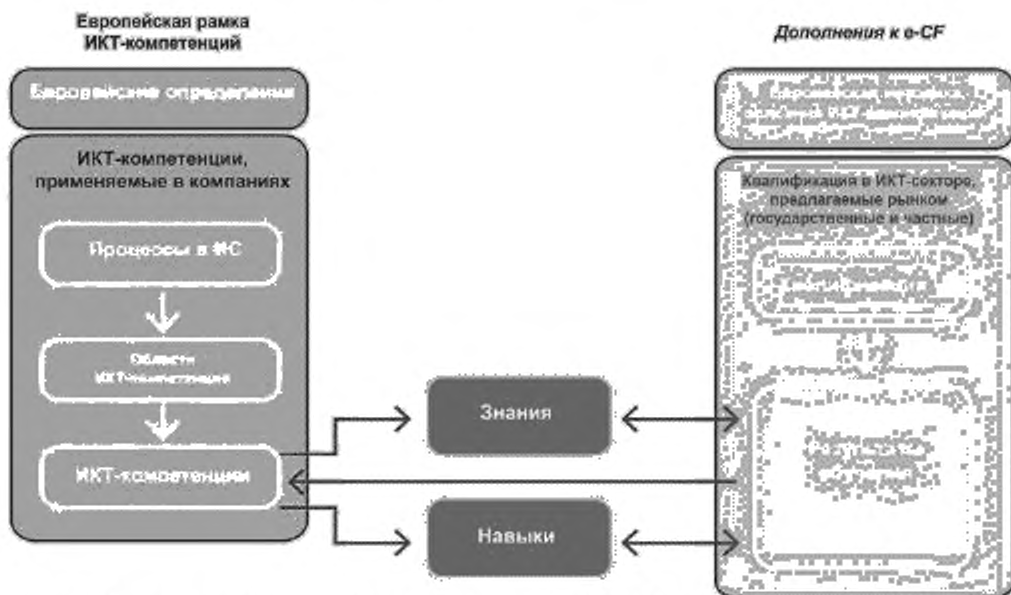 Европейская рамка
ИКТ-компетенций
Дополнения к e-CF
Европейские определения
ИКТ-компетенции,
применяемые в компаниях
Квалификация в ИКТ-секторе,
предлагаемые рынком
(государственные и частные)
Процессы в ИС
Области
ИКТ-компетенций
Знания
ИКТ-компетенции
Навыки